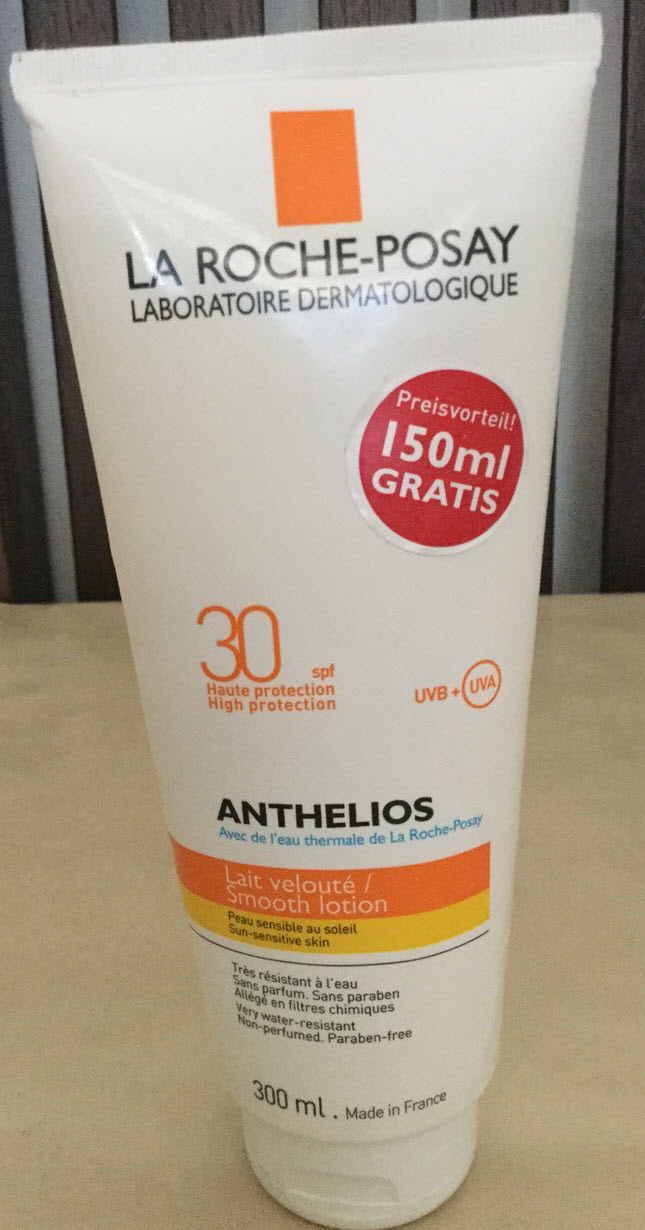 LA ROCHE-POSAY
LABORATOIRE DERMATOLOGIQUE
Preisvorteil!
150ml
GRATIS
30 spf
Haute protection
High protection
UVB + UVA
ANTHELIOS
Avec de l'eau thermale de La Roche-Posay
Lait velouté /
Smooth lotion
Peau sensible au soleil
Sun-sensitive skin
Très résistant à l'eau
Sans parfum. Sans paraben
Allégé en filtres chimiques
Very water-resistant
Non-perfumed. Paraben-free
300 ml . Made in France